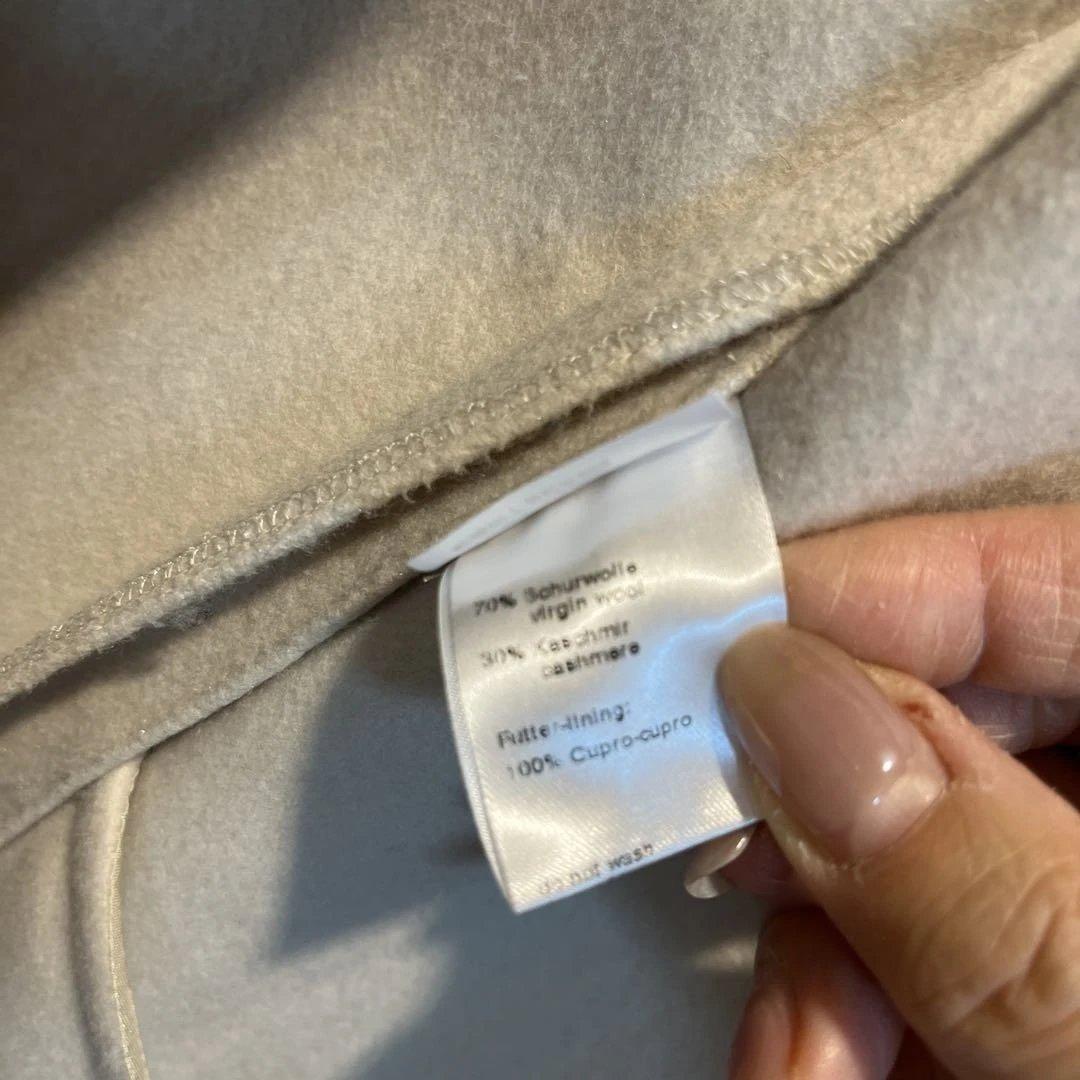 70% Schurwolle
virgin wool
30% Kaschmir
cashmere
Futter-lining:
100% Cupro-cupro
do not wash